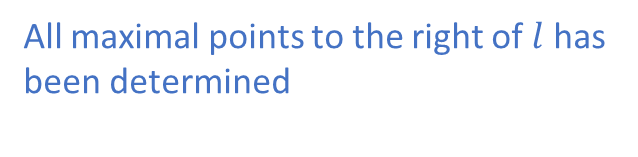 All maximal points to the right of l has
been determined